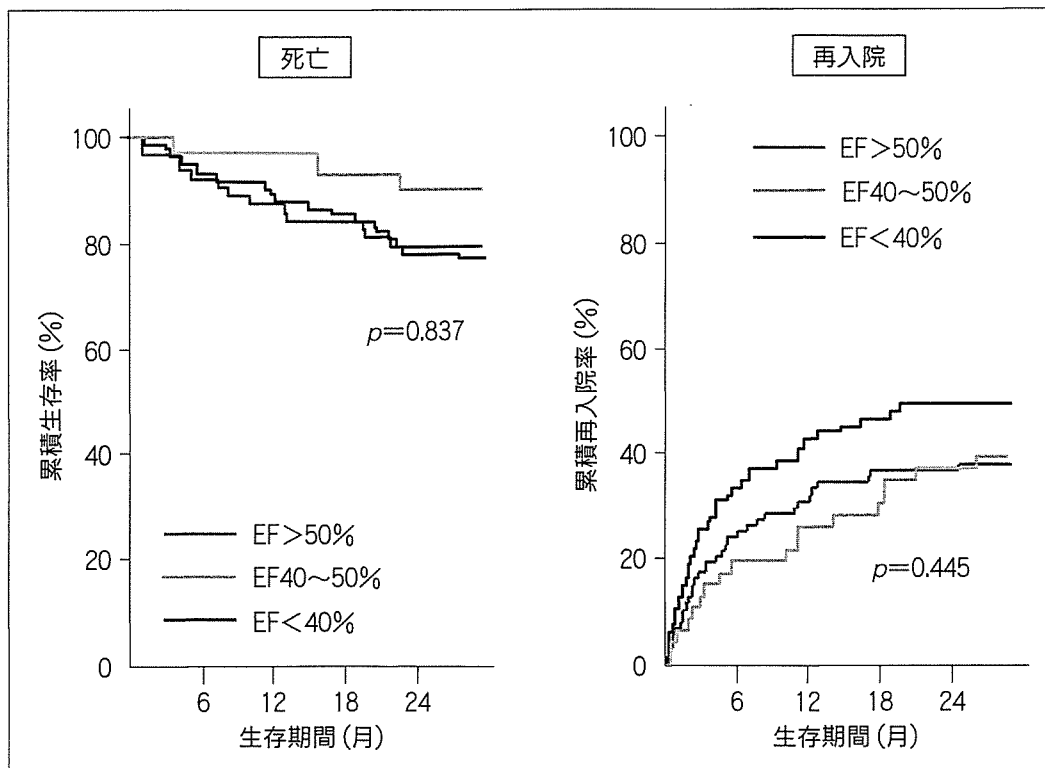 死亡
100
80
60
40
20
0
累積生存率(%)
p=0.837
EF>50%
EF40~50%
EF<40%
6 12 18 24
生存期間(月)
再入院
100
80
60
40
20
0
累積再入院率(%)
EF>50%
EF40~50%
EF<40%
p=0.445
6 12 18 24
生存期間(月)